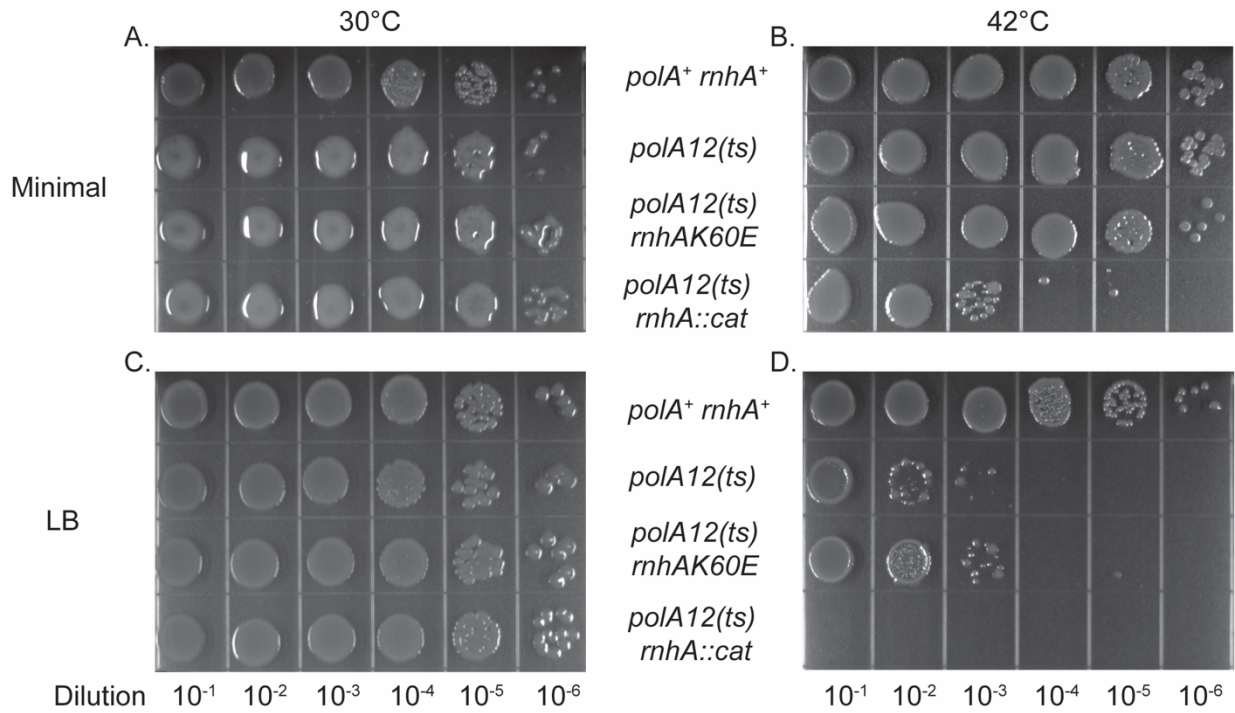 30°C
42°C
A.
B.
Minimal
polA⁺ rnhA⁺
polA12(ts)
polA12(ts)
rnhAK60E
polA12(ts)
rnhA::cat
C.
D.
LB
polA⁺ rnhA⁺
polA12(ts)
polA12(ts)
rnhAK60E
polA12(ts)
rnhA::cat
Dilution 10⁻¹ 10⁻² 10⁻³ 10⁻⁴ 10⁻⁵ 10⁻⁶ 10⁻¹ 10⁻² 10⁻³ 10⁻⁴ 10⁻⁵ 10⁻⁶